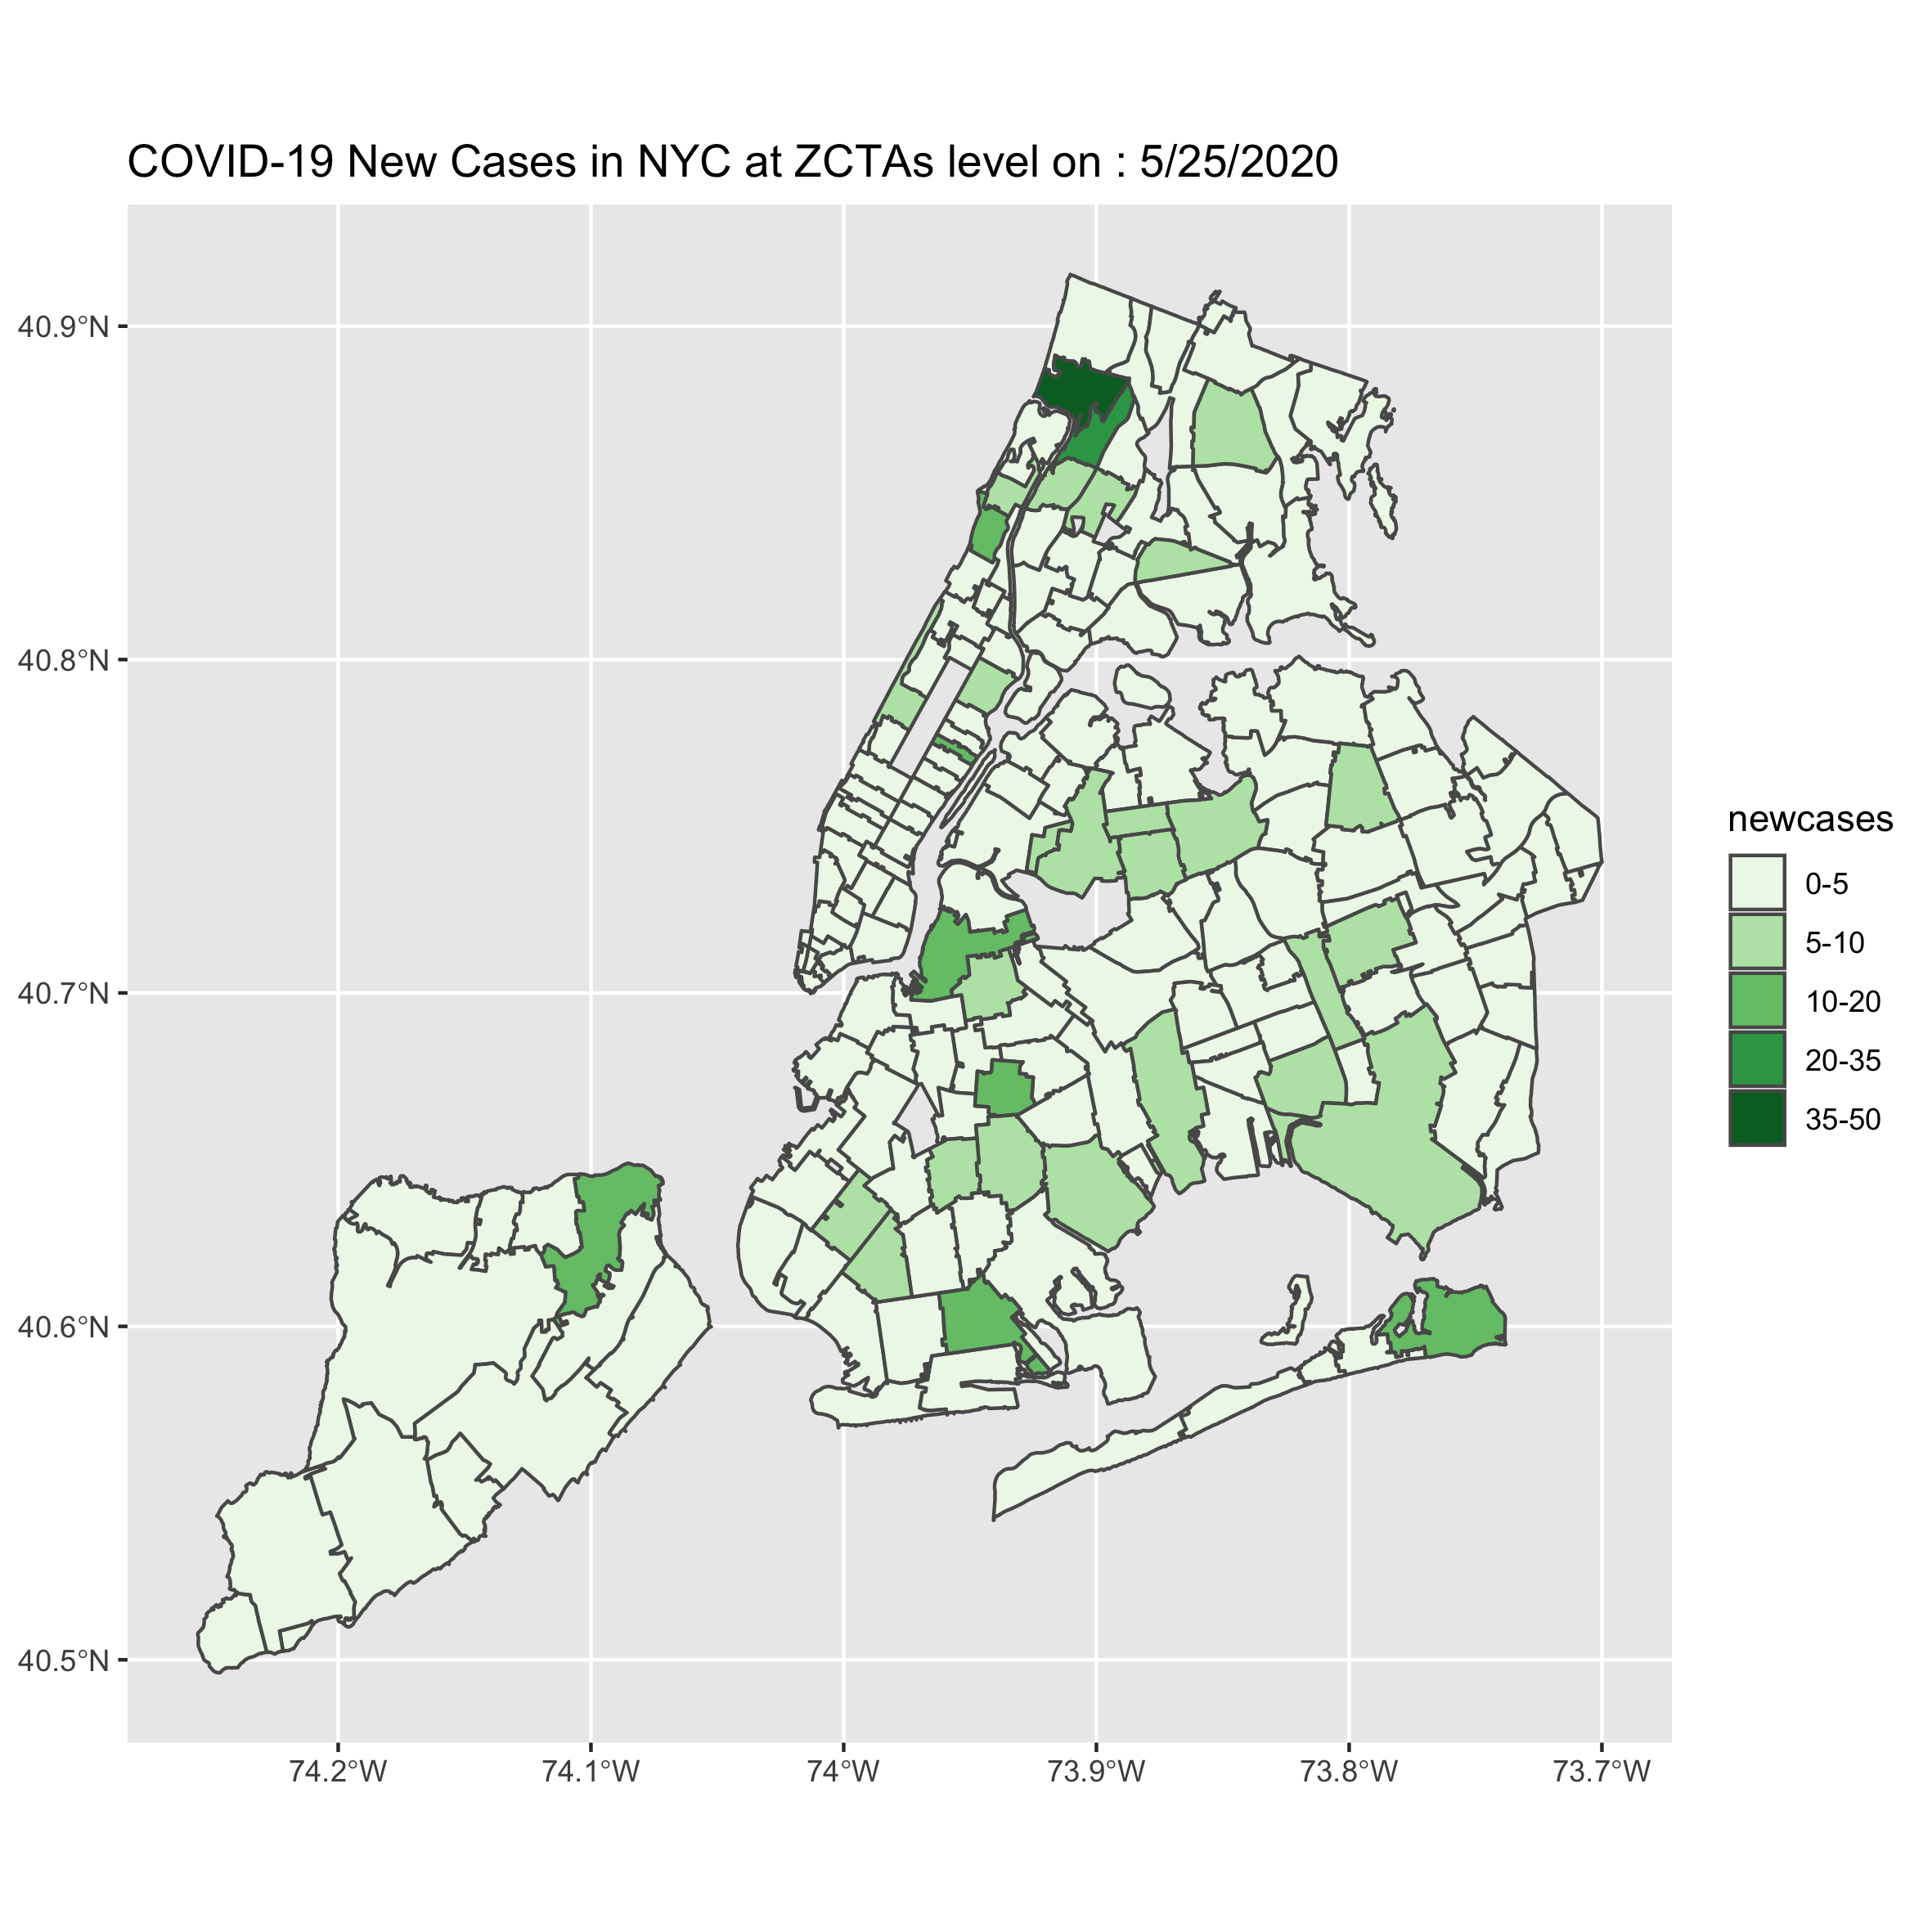 COVID-19 New Cases in NYC at ZCTAs level on : 5/25/2020
40.9°N
40.8°N
40.7°N
40.6°N
40.5°N
74.2°W
74.1°W
74°W
73.9°W
73.8°W
73.7°W
newcases
0-5
5-10
10-20
20-35
35-50